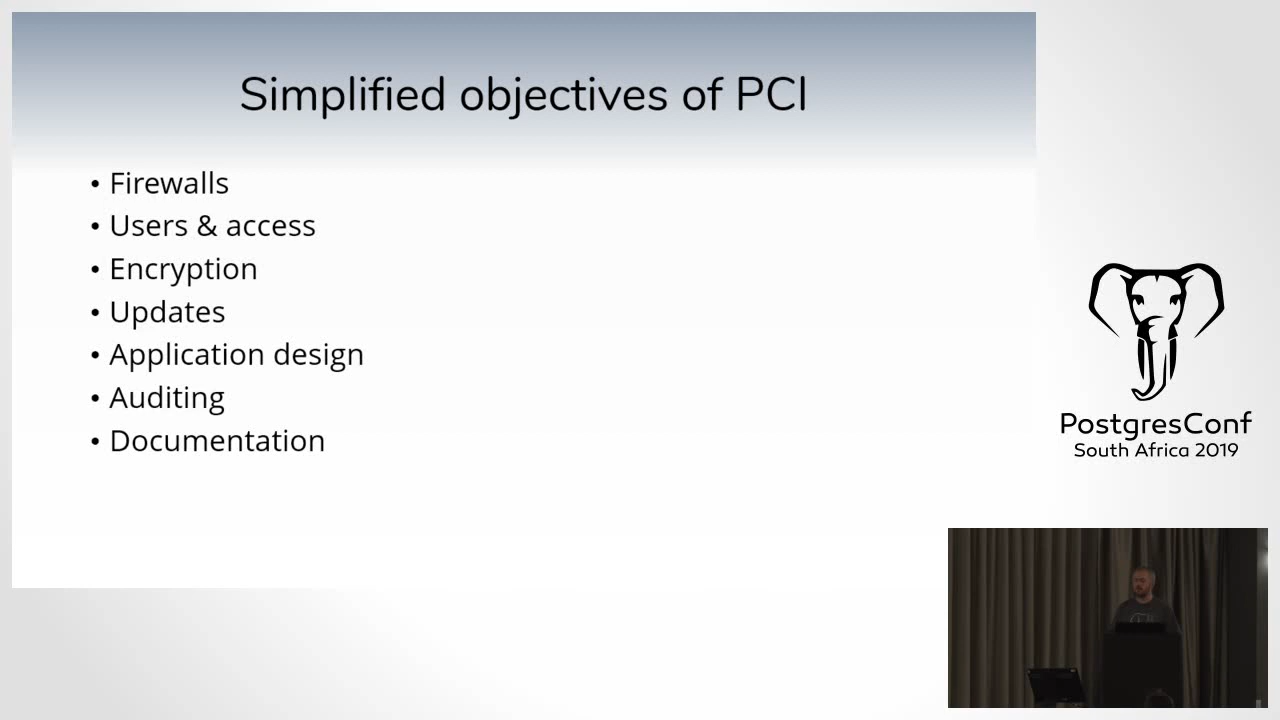 Simplified objectives of PCI
• Firewalls
• Users & access
• Encryption
• Updates
• Application design
• Auditing
• Documentation
PostgresConf
South Africa 2019